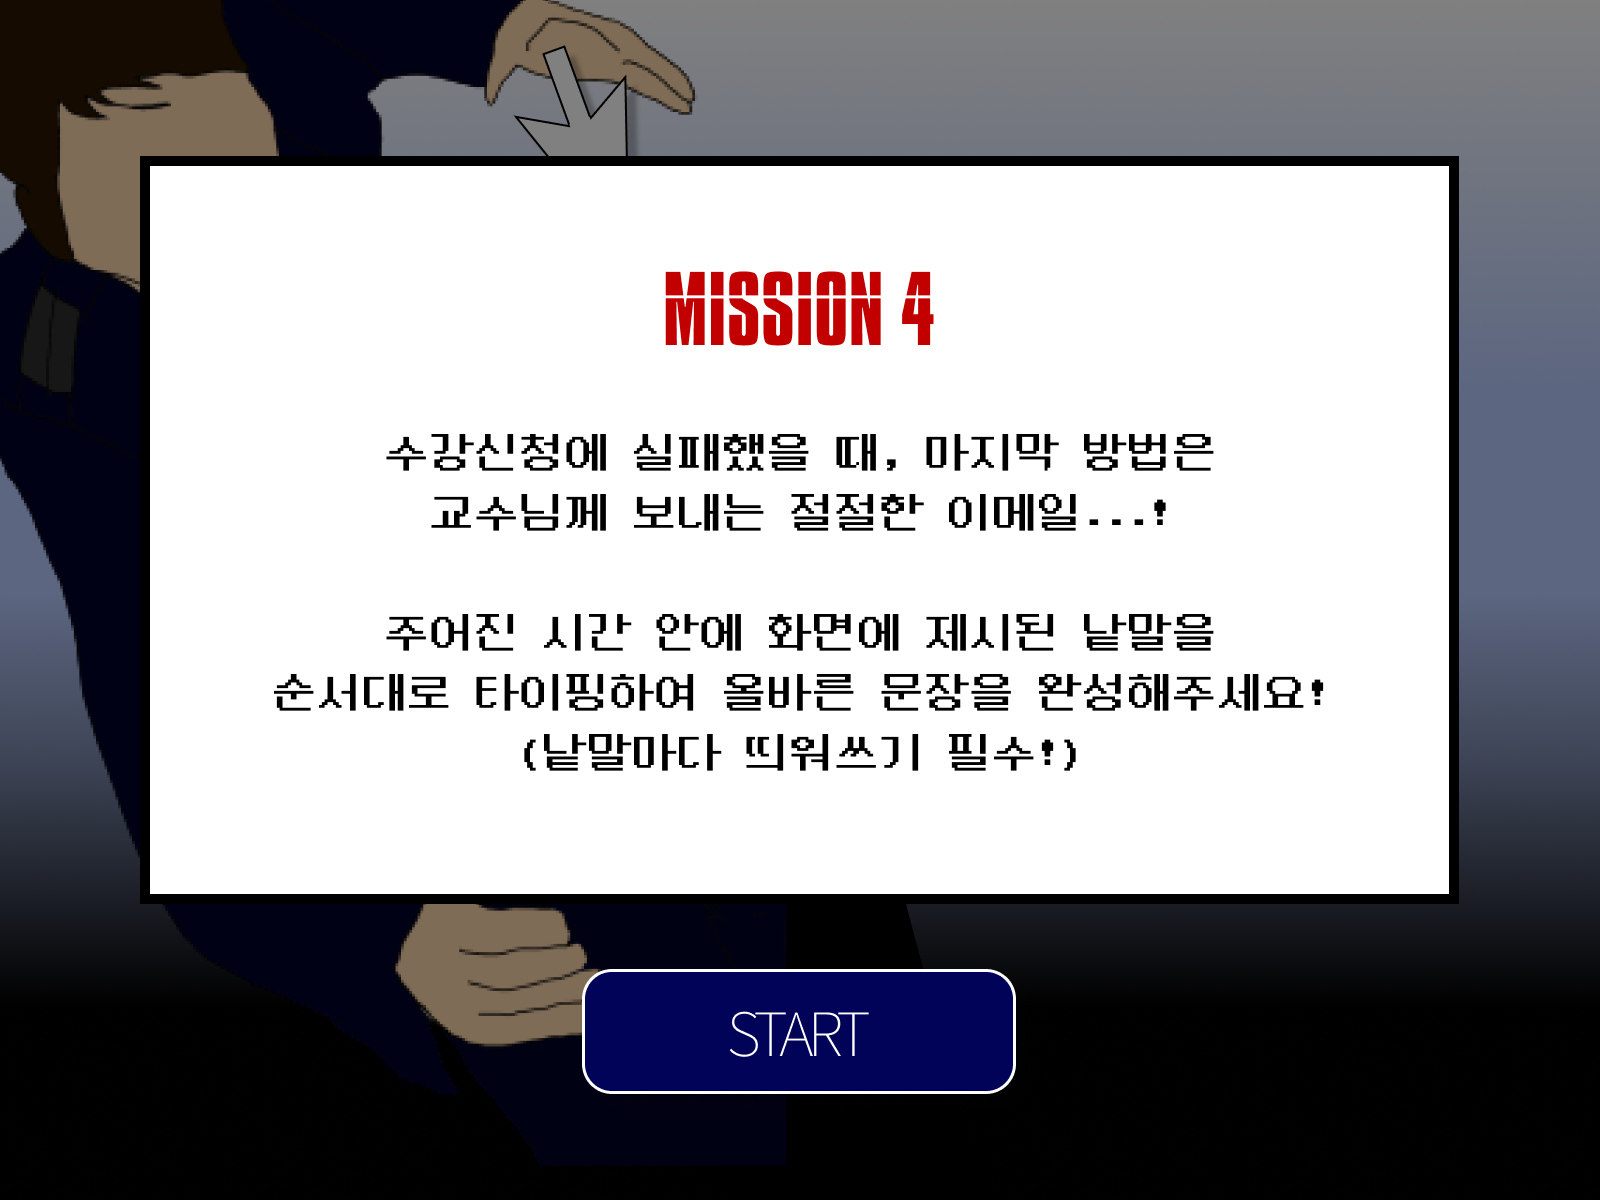 MISSION 4
수강신청에 실패했을 때, 마지막 방법은
교수님께 보내는 절절한 이메일...!
주어진 시간 안에 화면에 제시된 낱말을
순서대로 타이핑하여 올바른 문장을 완성해주세요!
(낱말마다 띄워쓰기 필수!)
START